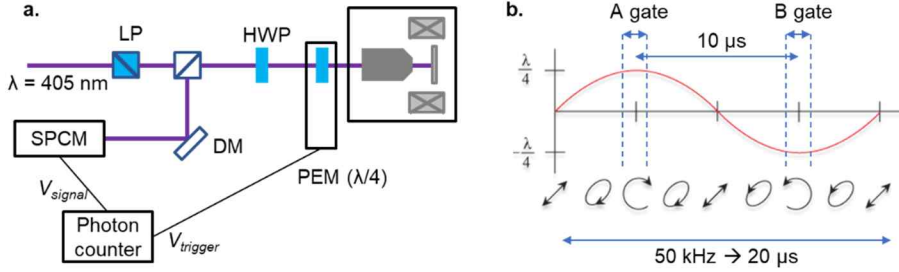 a.
LP
HWP
λ = 405 nm
SPCM
DM
PEM (λ/4)
V_signal
Photon
counter
V_trigger
b.
A gate
B gate
10 µs
λ/4
-λ/4
50 kHz → 20 µs